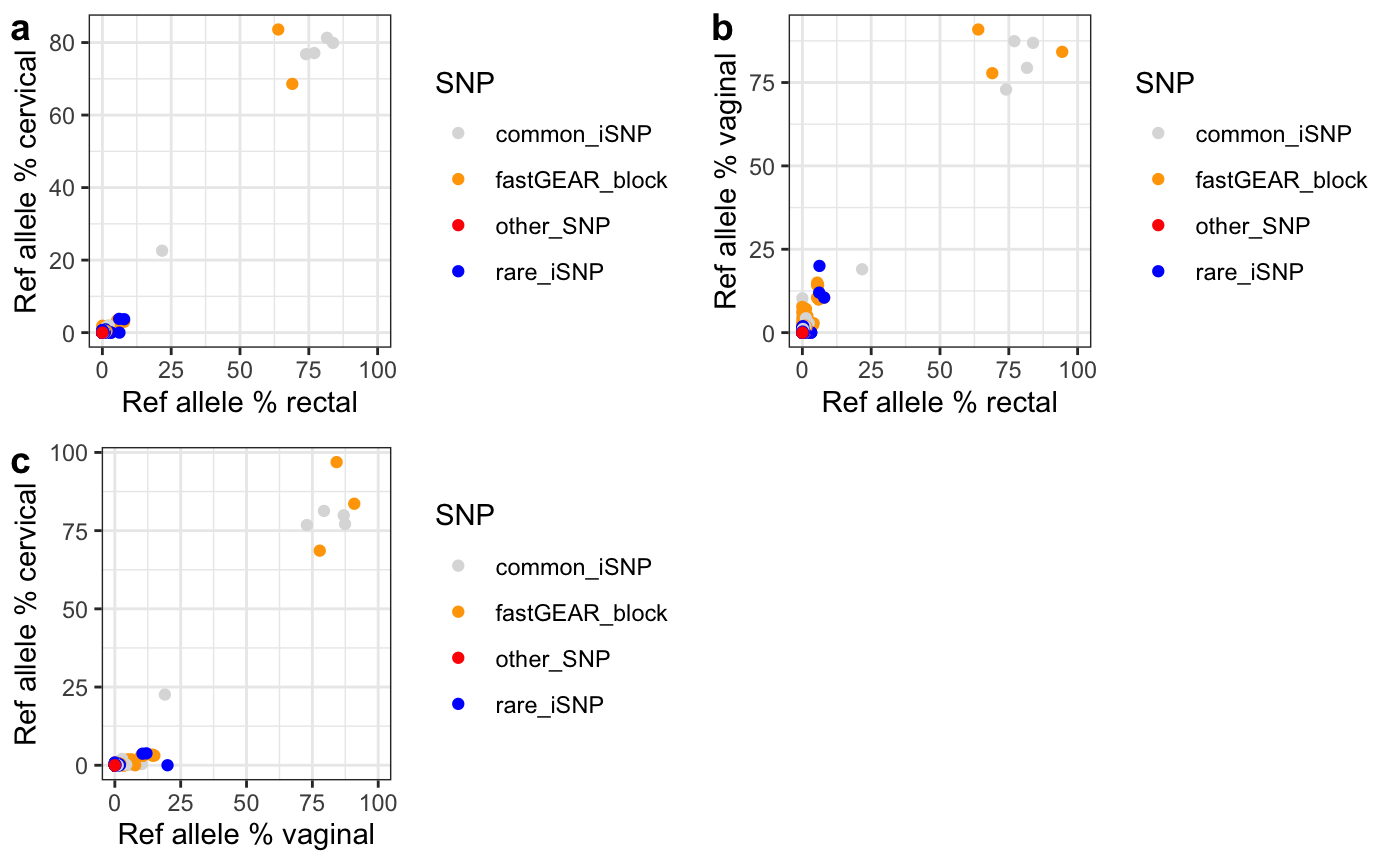 a
Ref allele % cervical
80
60
40
20
0
0 25 50 75 100
Ref allele % rectal
SNP
common_iSNP
fastGEAR_block
other_SNP
rare_iSNP
b
Ref allele % vaginal
75
50
25
0
0 25 50 75 100
Ref allele % rectal
SNP
common_iSNP
fastGEAR_block
other_SNP
rare_iSNP
c
Ref allele % cervical
100
75
50
25
0
0 25 50 75 100
Ref allele % vaginal
SNP
common_iSNP
fastGEAR_block
other_SNP
rare_iSNP